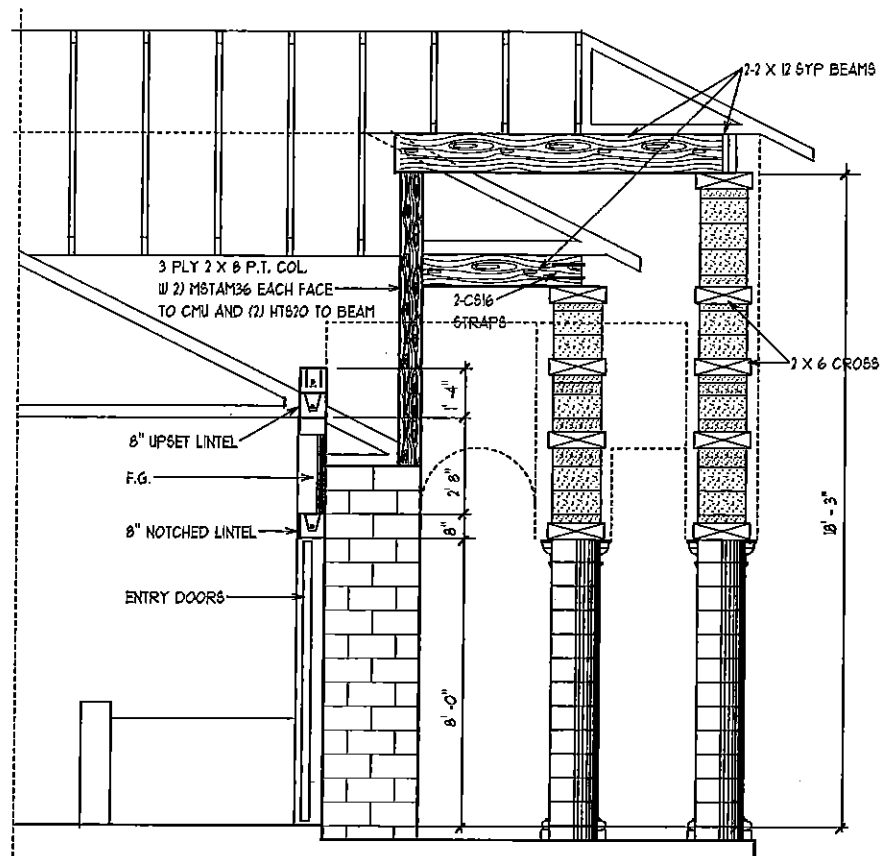 2-2 X 12 SYP BEAMS
3 PLY 2 X 8 P.T. COL.
W/ 2) MSTAM36 EACH FACE
TO CMU AND (2) HTS20 TO BEAM
2-CS16
STRAPS
2 X 6 CROSS
1'-4"
8" UPSET LINTEL
F.G.
2'8"
18'-3"
8" NOTCHED LINTEL
8"
ENTRY DOORS
8'-0"